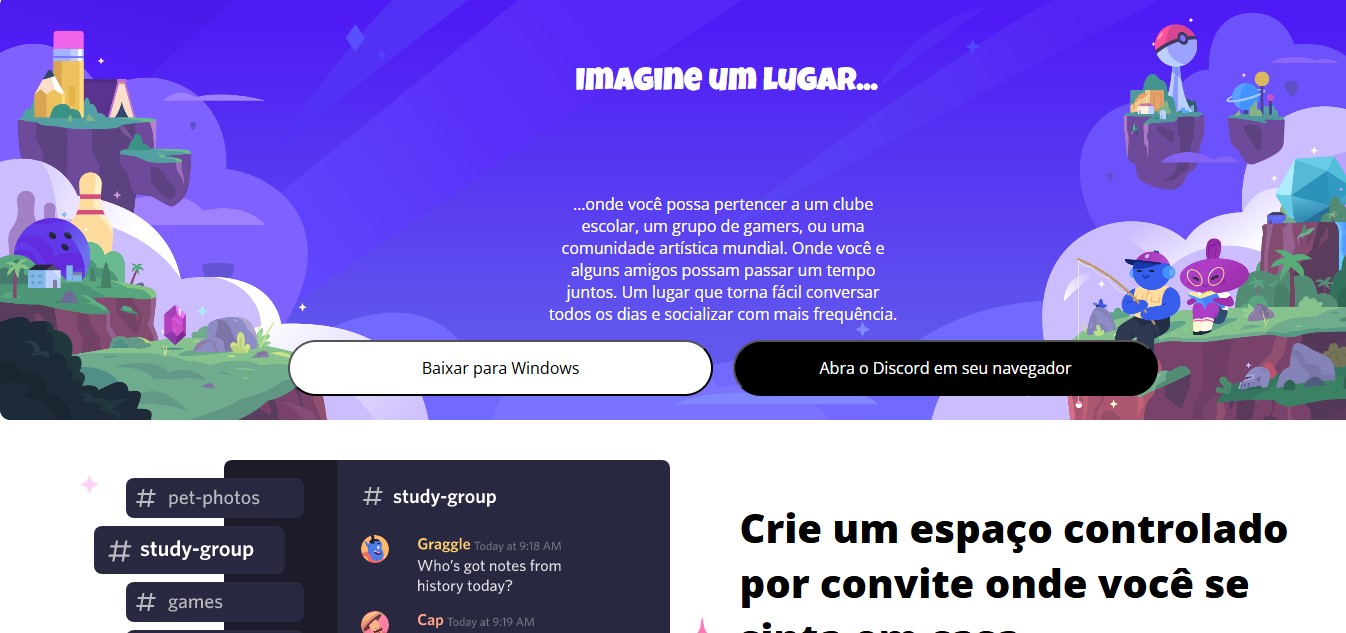 Imagine um lugar...
...onde você possa pertencer a um clube
escolar, um grupo de gamers, ou uma
comunidade artística mundial. Onde você e
alguns amigos possam passar um tempo
juntos. Um lugar que torna fácil conversar
todos os dias e socializar com mais frequência.
Baixar para Windows
Abra o Discord em seu navegador
# pet-photos
# study-group
# games
# study-group
Graggle Today at 9:18 AM
Who's got notes from
history today?
Cap Today at 9:19 AM
Crie um espaço controlado
por convite onde você se
sinta em casa